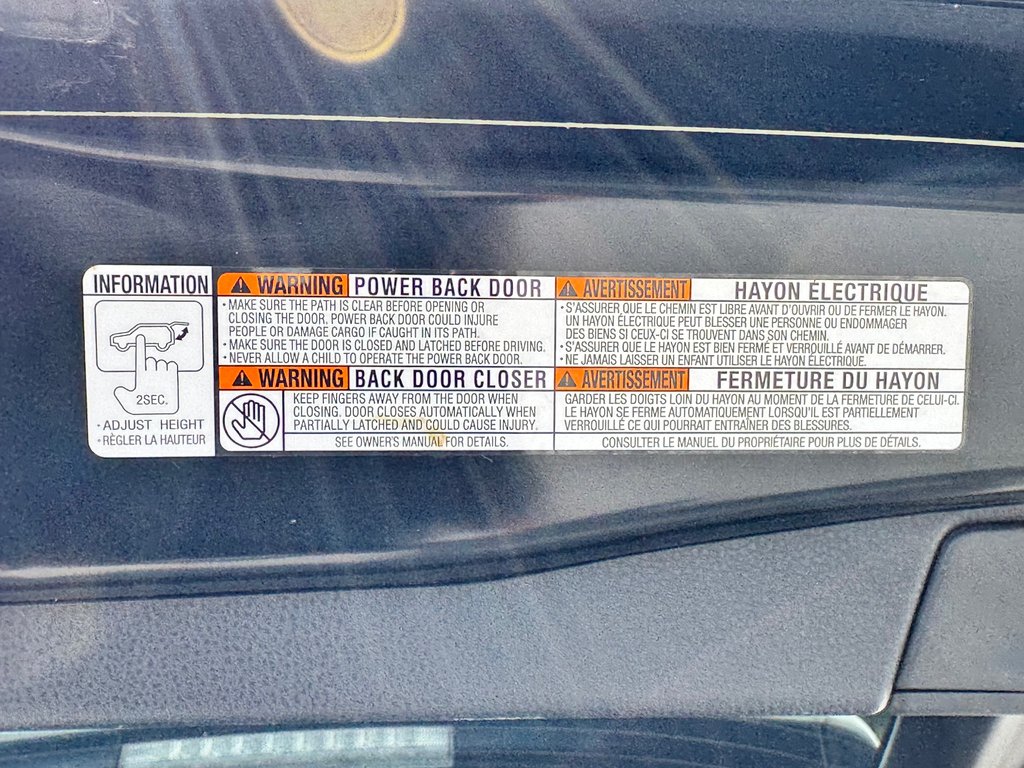 INFORMATION
2SEC.
• ADJUST HEIGHT
• RÈGLER LA HAUTEUR
WARNING POWER BACK DOOR
• MAKE SURE THE PATH IS CLEAR BEFORE OPENING OR
CLOSING THE DOOR. POWER BACK DOOR COULD INJURE
PEOPLE OR DAMAGE CARGO IF CAUGHT IN ITS PATH.
• MAKE SURE THE DOOR IS CLOSED AND LATCHED BEFORE DRIVING.
• NEVER ALLOW A CHILD TO OPERATE THE POWER BACK DOOR.
WARNING BACK DOOR CLOSER
KEEP FINGERS AWAY FROM THE DOOR WHEN
CLOSING. DOOR CLOSES AUTOMATICALLY WHEN
PARTIALLY LATCHED AND COULD CAUSE INJURY.
SEE OWNER'S MANUAL FOR DETAILS.
AVERTISSEMENT HAYON ÉLECTRIQUE
• S'ASSURER QUE LE CHEMIN EST LIBRE AVANT D'OUVRIR OU DE FERMER LE HAYON.
UN HAYON ÉLECTRIQUE PEUT BLESSER UNE PERSONNE OU ENDOMMAGER
DES BIENS SI CEUX-CI SE TROUVENT DANS SON CHEMIN.
• S'ASSURER QUE LE HAYON EST BIEN FERMÉ ET VERROUILLÉ AVANT DE DÉMARRER.
• NE JAMAIS LAISSER UN ENFANT UTILISER LE HAYON ÉLECTRIQUE.
AVERTISSEMENT FERMETURE DU HAYON
GARDER LES DOIGTS LOIN DU HAYON AU MOMENT DE LA FERMETURE DE CELUI-CI.
LE HAYON SE FERME AUTOMATIQUEMENT LORSQU'IL EST PARTIELLEMENT
VERROUILLÉ CE QUI POURRAIT ENTRAÎNER DES BLESSURES.
CONSULTER LE MANUEL DU PROPRIÉTAIRE POUR PLUS DE DÉTAILS.